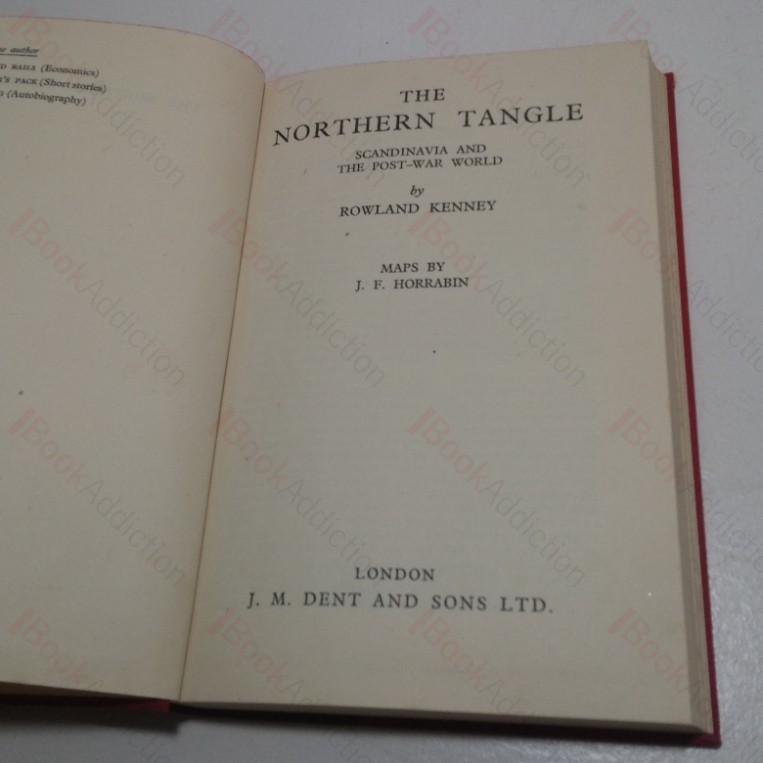 author
RAILS (Economics)
PACK (Short stories)
(Autobiography)
THE
NORTHERN TANGLE
SCANDINAVIA AND
THE POST-WAR WORLD
by
ROWLAND KENNEY
MAPS BY
J. F. HORRABIN
LONDON
J. M. DENT AND SONS LTD.
BookAddiction